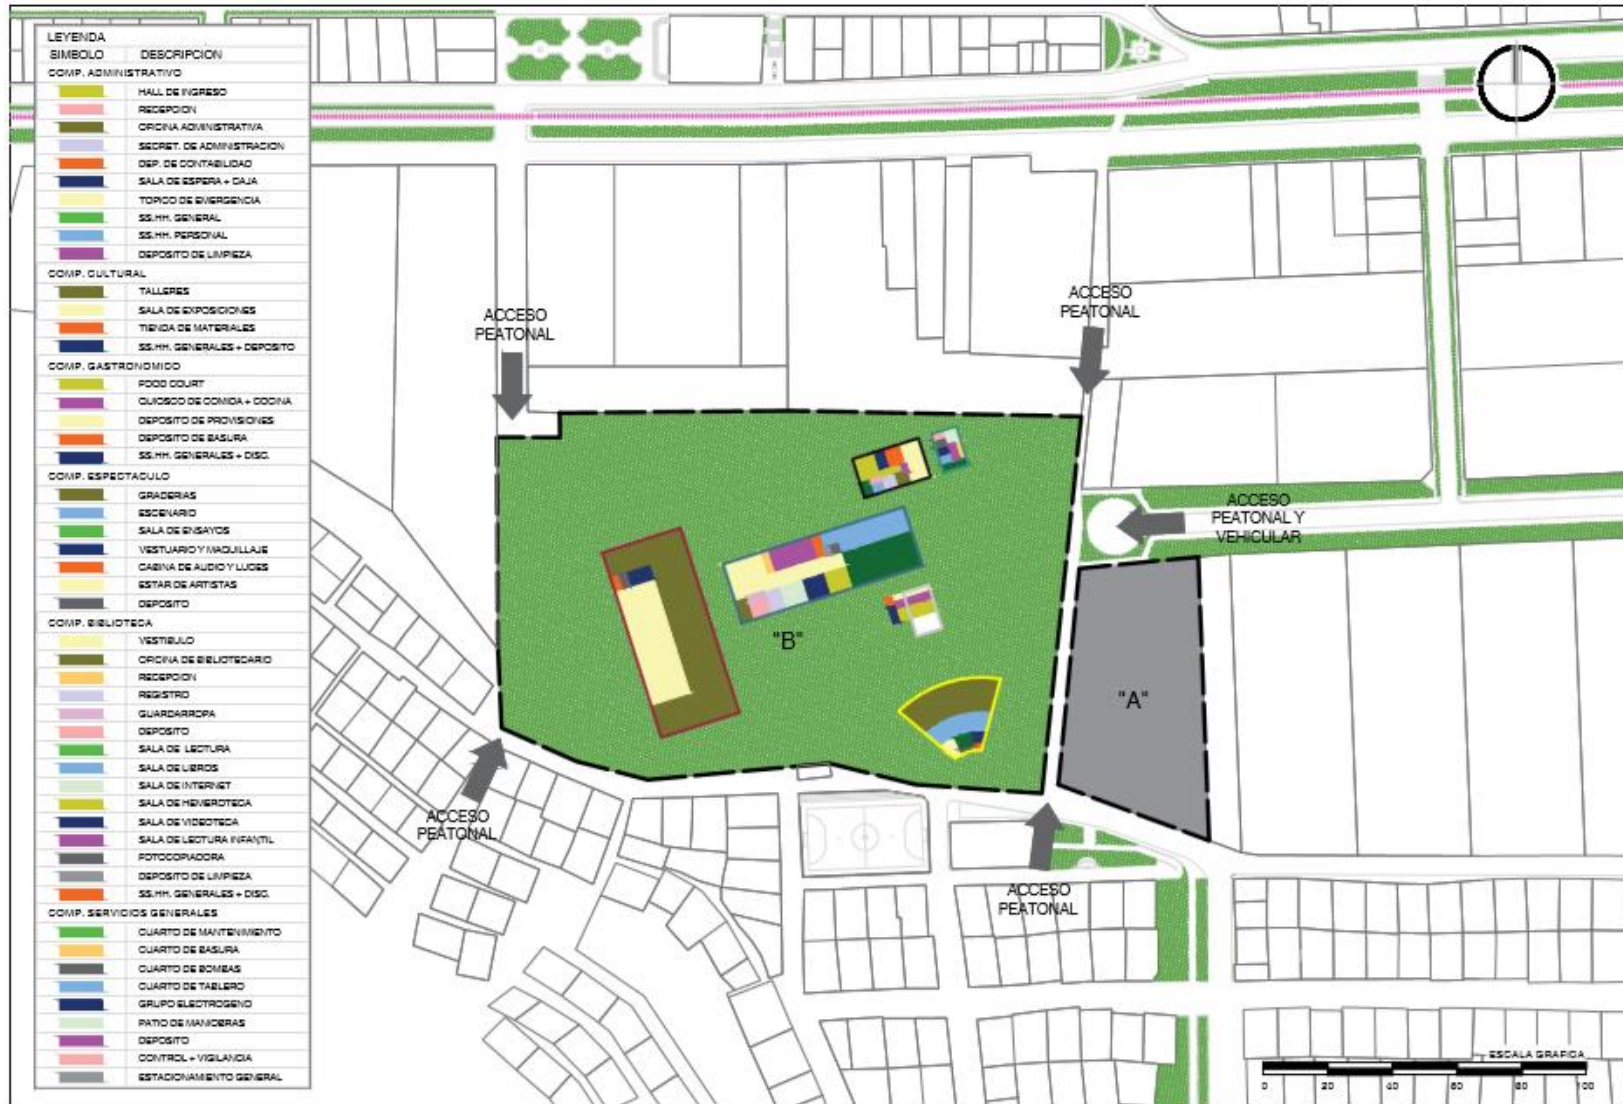 LEYENDA
SIMBOLO DESCRIPCION
COMP. ADMINISTRATIVO
HALL DE INGRESO
RECEPCION
OFICINA ADMINISTRATIVA
SECRET. DE ADMINISTRACION
DEP. DE CONTABILIDAD
SALA DE ESPERA + CAJA
TOPICO DE EMERGENCIA
SS.HH. GENERAL
SS.HH. PERSONAL
DEPOSITO DE LIMPIEZA
COMP. CULTURAL
TALLERES
SALA DE EXPOSICIONES
TIENDA DE MATERIALES
SS.HH. GENERALES + DEPOSITO
COMP. GASTRONOMICO
FOOD COURT
QUIOSCO DE COMIDA + COCINA
DEPOSITO DE PROVISIONES
DEPOSITO DE BASURA
SS.HH. GENERALES + DISC.
COMP. ESPECTACULO
GRADERIAS
ESCENARIO
SALA DE ENSAYOS
VESTUARIO Y MAQUILLAJE
CABINA DE AUDIO Y LUCES
ESTAR DE ARTISTAS
DEPOSITO
COMP. BIBLIOTECA
VESTIBULO
OFICINA DE BIBLIOTECARIO
RECEPCION
REGISTRO
GUARDARROPA
DEPOSITO
SALA DE LECTURA
SALA DE LIBROS
SALA DE INTERNET
SALA DE HEMEROTECA
SALA DE VIDEOTECA
SALA DE LECTURA INFANTIL
FOTOCOPIADORA
DEPOSITO DE LIMPIEZA
SS.HH. GENERALES + DISC.
COMP. SERVICIOS GENERALES
CUARTO DE MANTENIMIENTO
CUARTO DE BASURA
CUARTO DE BOMBAS
CUARTO DE TABLERO
GRUPO ELECTROGENO
PATIO DE MANIOBRAS
DEPOSITO
CONTROL + VIGILANCIA
ESTACIONAMIENTO GENERAL
ACCESO
PEATONAL
ACCESO
PEATONAL
ACCESO
PEATONAL Y
VEHICULAR
"B"
"A"
ACCESO
PEATONAL
ACCESO
PEATONAL
ESCALA GRAFICA
0 20 40 60 80 100